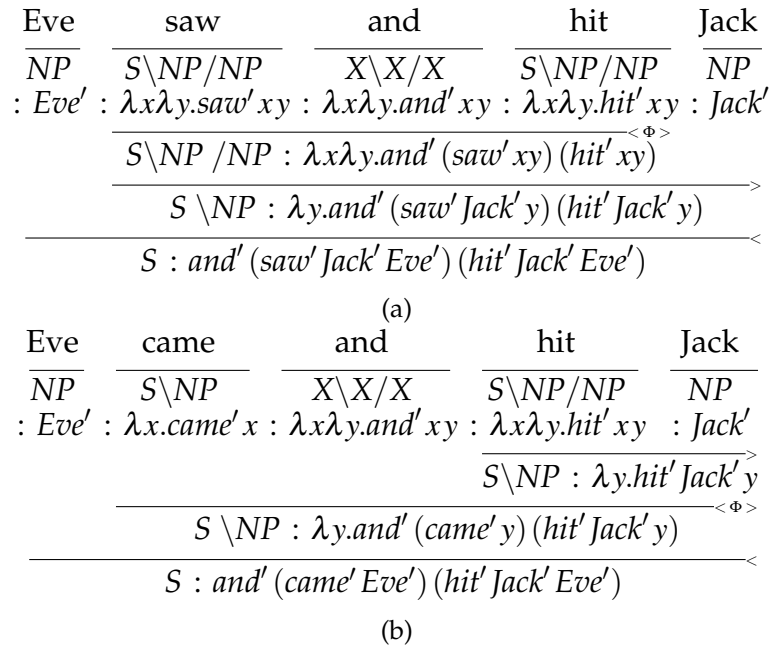 Eve saw and hit Jack
NP S\NP/NP X\X/X S\NP/NP NP
: Eve′ : λxλy.saw′ xy : λxλy.and′ xy : λxλy.hit′ xy : Jack′
<Φ>
S\NP /NP : λxλy.and′ (saw′ xy) (hit′ xy)
>
S \NP : λy.and′ (saw′ Jack′ y) (hit′ Jack′ y)
<
S : and′ (saw′ Jack′ Eve′) (hit′ Jack′ Eve′)
(a)
Eve came and hit Jack
NP S\NP X\X/X S\NP/NP NP
: Eve′ : λx.came′ x : λxλy.and′ xy : λxλy.hit′ xy : Jack′
>
S\NP : λy.hit′ Jack′ y
<Φ>
S \NP : λy.and′ (came′ y) (hit′ Jack′ y)
<
S : and′ (came′ Eve′) (hit′ Jack′ Eve′)
(b)